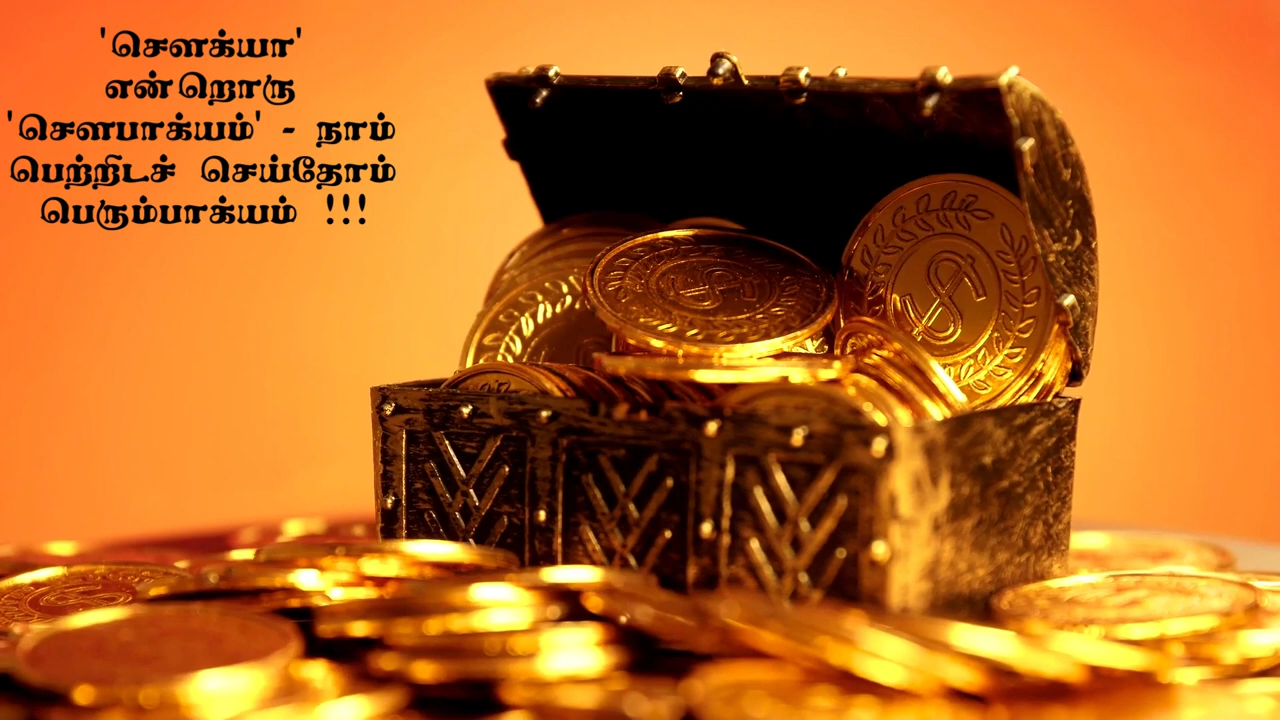 'சௌக்யா'
என்றொரு
'சௌபாக்யம்' - நாம்
பெற்றிடச் செய்தோம்
பெரும்பாக்யம் !!!